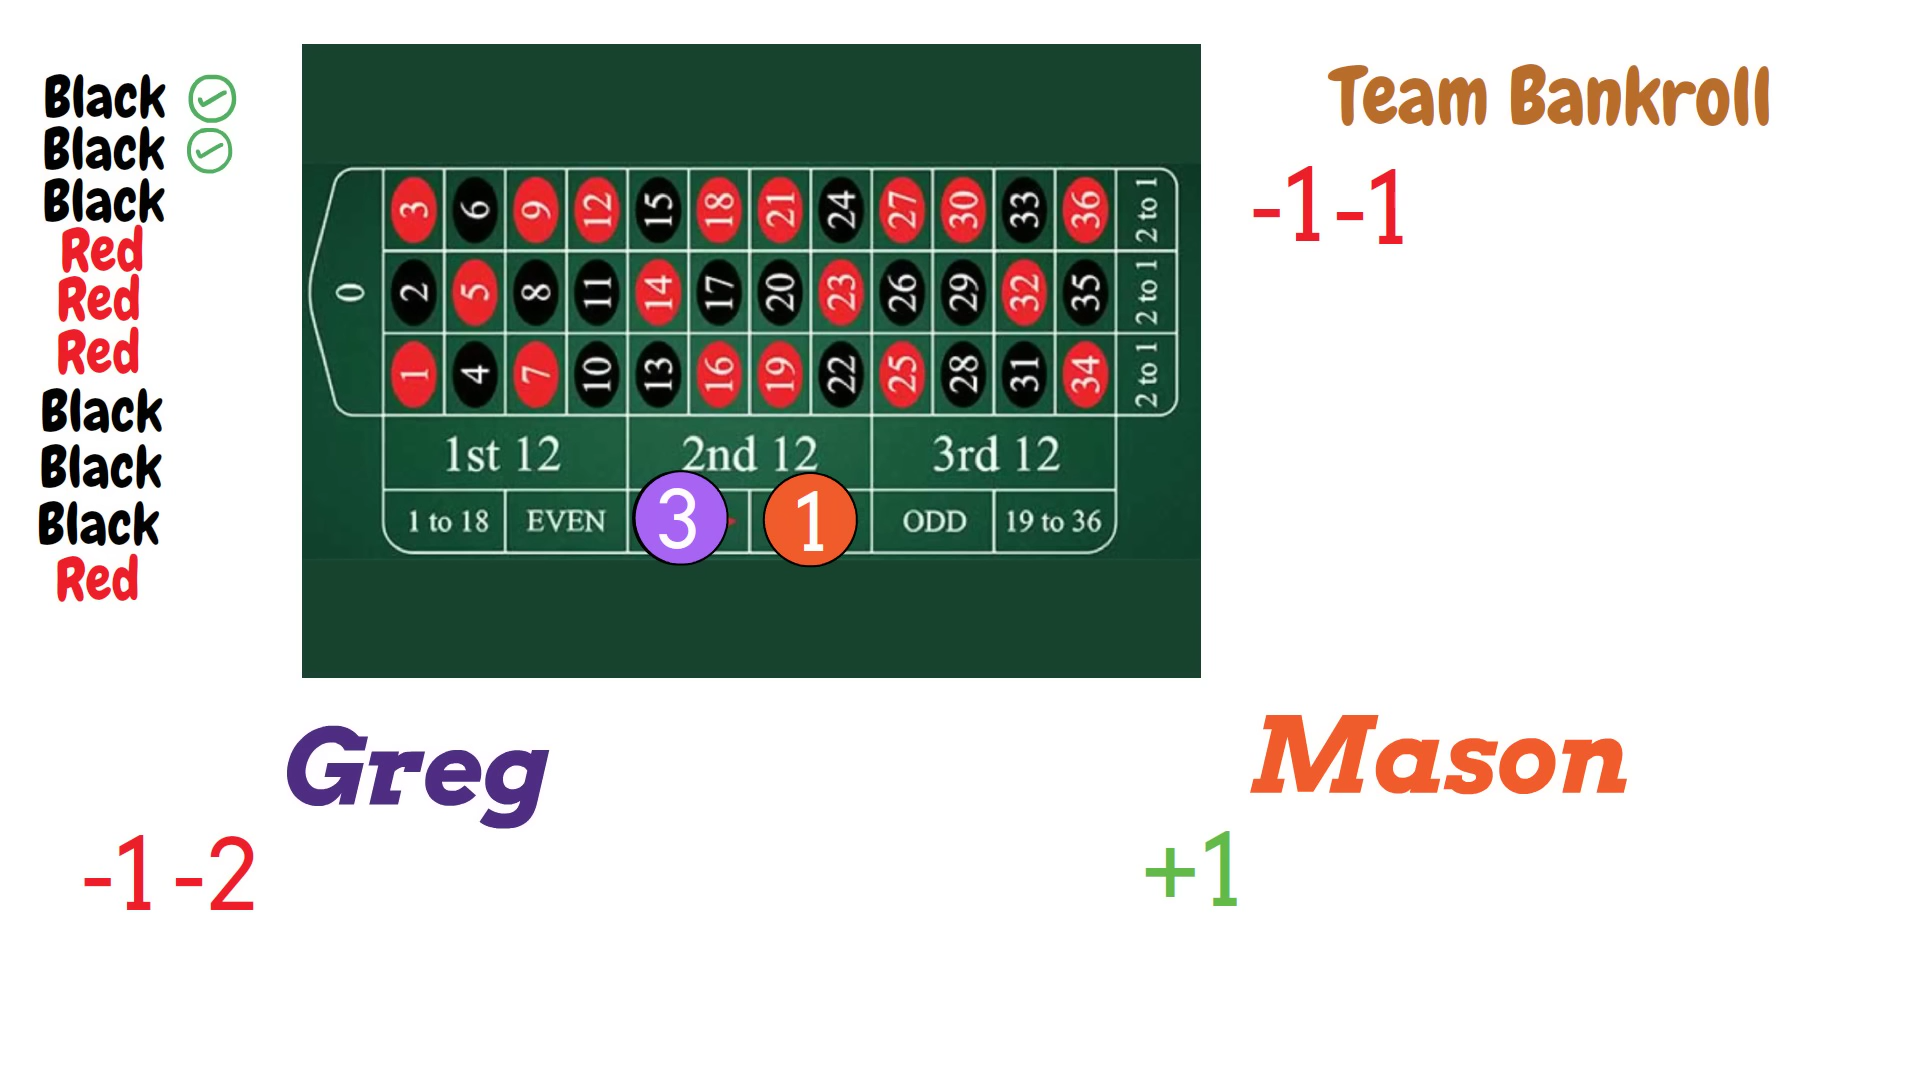 Black
Black
Black
Red
Red
Red
Black
Black
Black
Red
Team Bankroll
-1 -1
0
3 6 9 12 15 18 21 24 27 30 33 36 2 to 1
2 5 8 11 14 17 20 23 26 29 32 35 2 to 1
1 4 7 10 13 16 19 22 25 28 31 34 2 to 1
1st 12 2nd 12 3rd 12
1 to 18 EVEN 3 1 ODD 19 to 36
Greg
-1 -2
Mason
+1